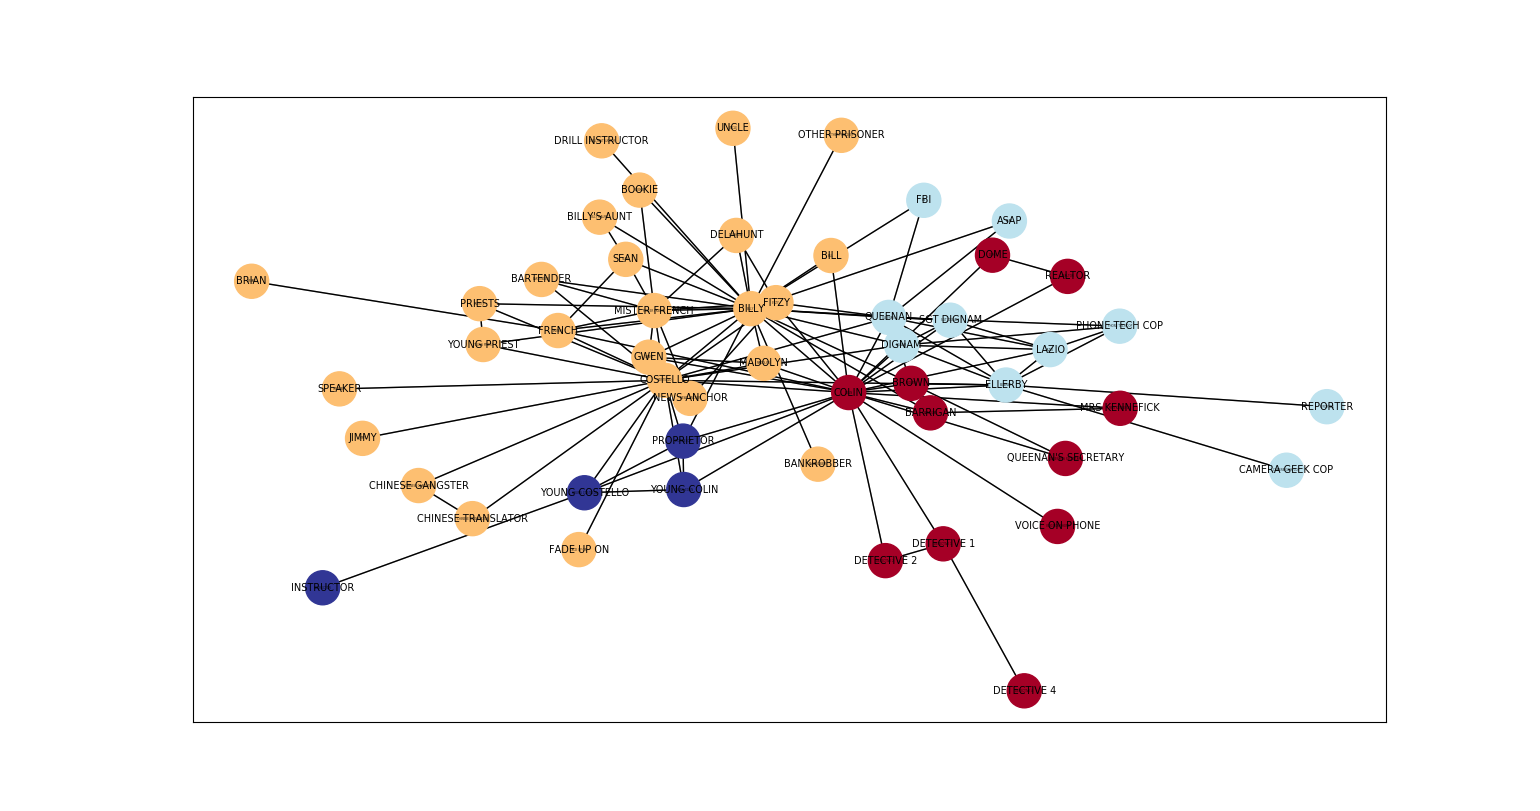 UNCLE
OTHER PRISONER
DRILL INSTRUCTOR
BOOKIE
FBI
BILLY'S AUNT
ASAP
DELAHUNT
SEAN
BILL
DOME
REALTOR
BARTENDER
BRIAN
PRIESTS
MISTER FRENCH
BILLY
FITZY
QUEENAN
SGT DIGNAM
PHONE TECH COP
FRENCH
YOUNG PRIEST
DIGNAM
LAZIO
GWEN
MADOLYN
COSTELLO
BROWN
ELLERBY
SPEAKER
COLIN
NEWS ANCHOR
BARRIGAN
MRS KENNEFICK
REPORTER
JIMMY
PROPRIETOR
BANKROBBER
QUEENAN'S SECRETARY
CAMERA GEEK COP
CHINESE GANGSTER
YOUNG COSTELLO
YOUNG COLIN
CHINESE TRANSLATOR
VOICE ON PHONE
FADE UP ON
DETECTIVE 1
DETECTIVE 2
INSTRUCTOR
DETECTIVE 4